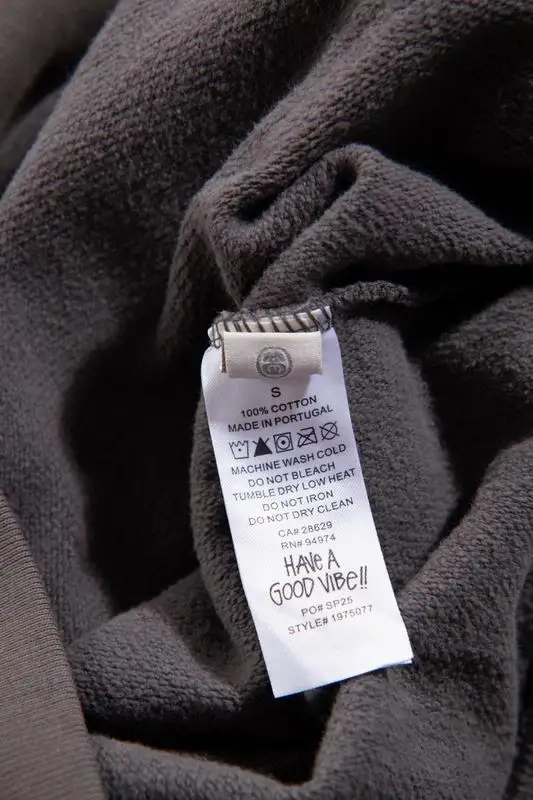 S
100% COTTON
MADE IN PORTUGAL
MACHINE WASH COLD
DO NOT BLEACH
TUMBLE DRY LOW HEAT
DO NOT IRON
DO NOT DRY CLEAN
CA# 28629
RN# 94974
HAVE A
GOOD VIBE!!
PO# SP25
STYLE# 1975077